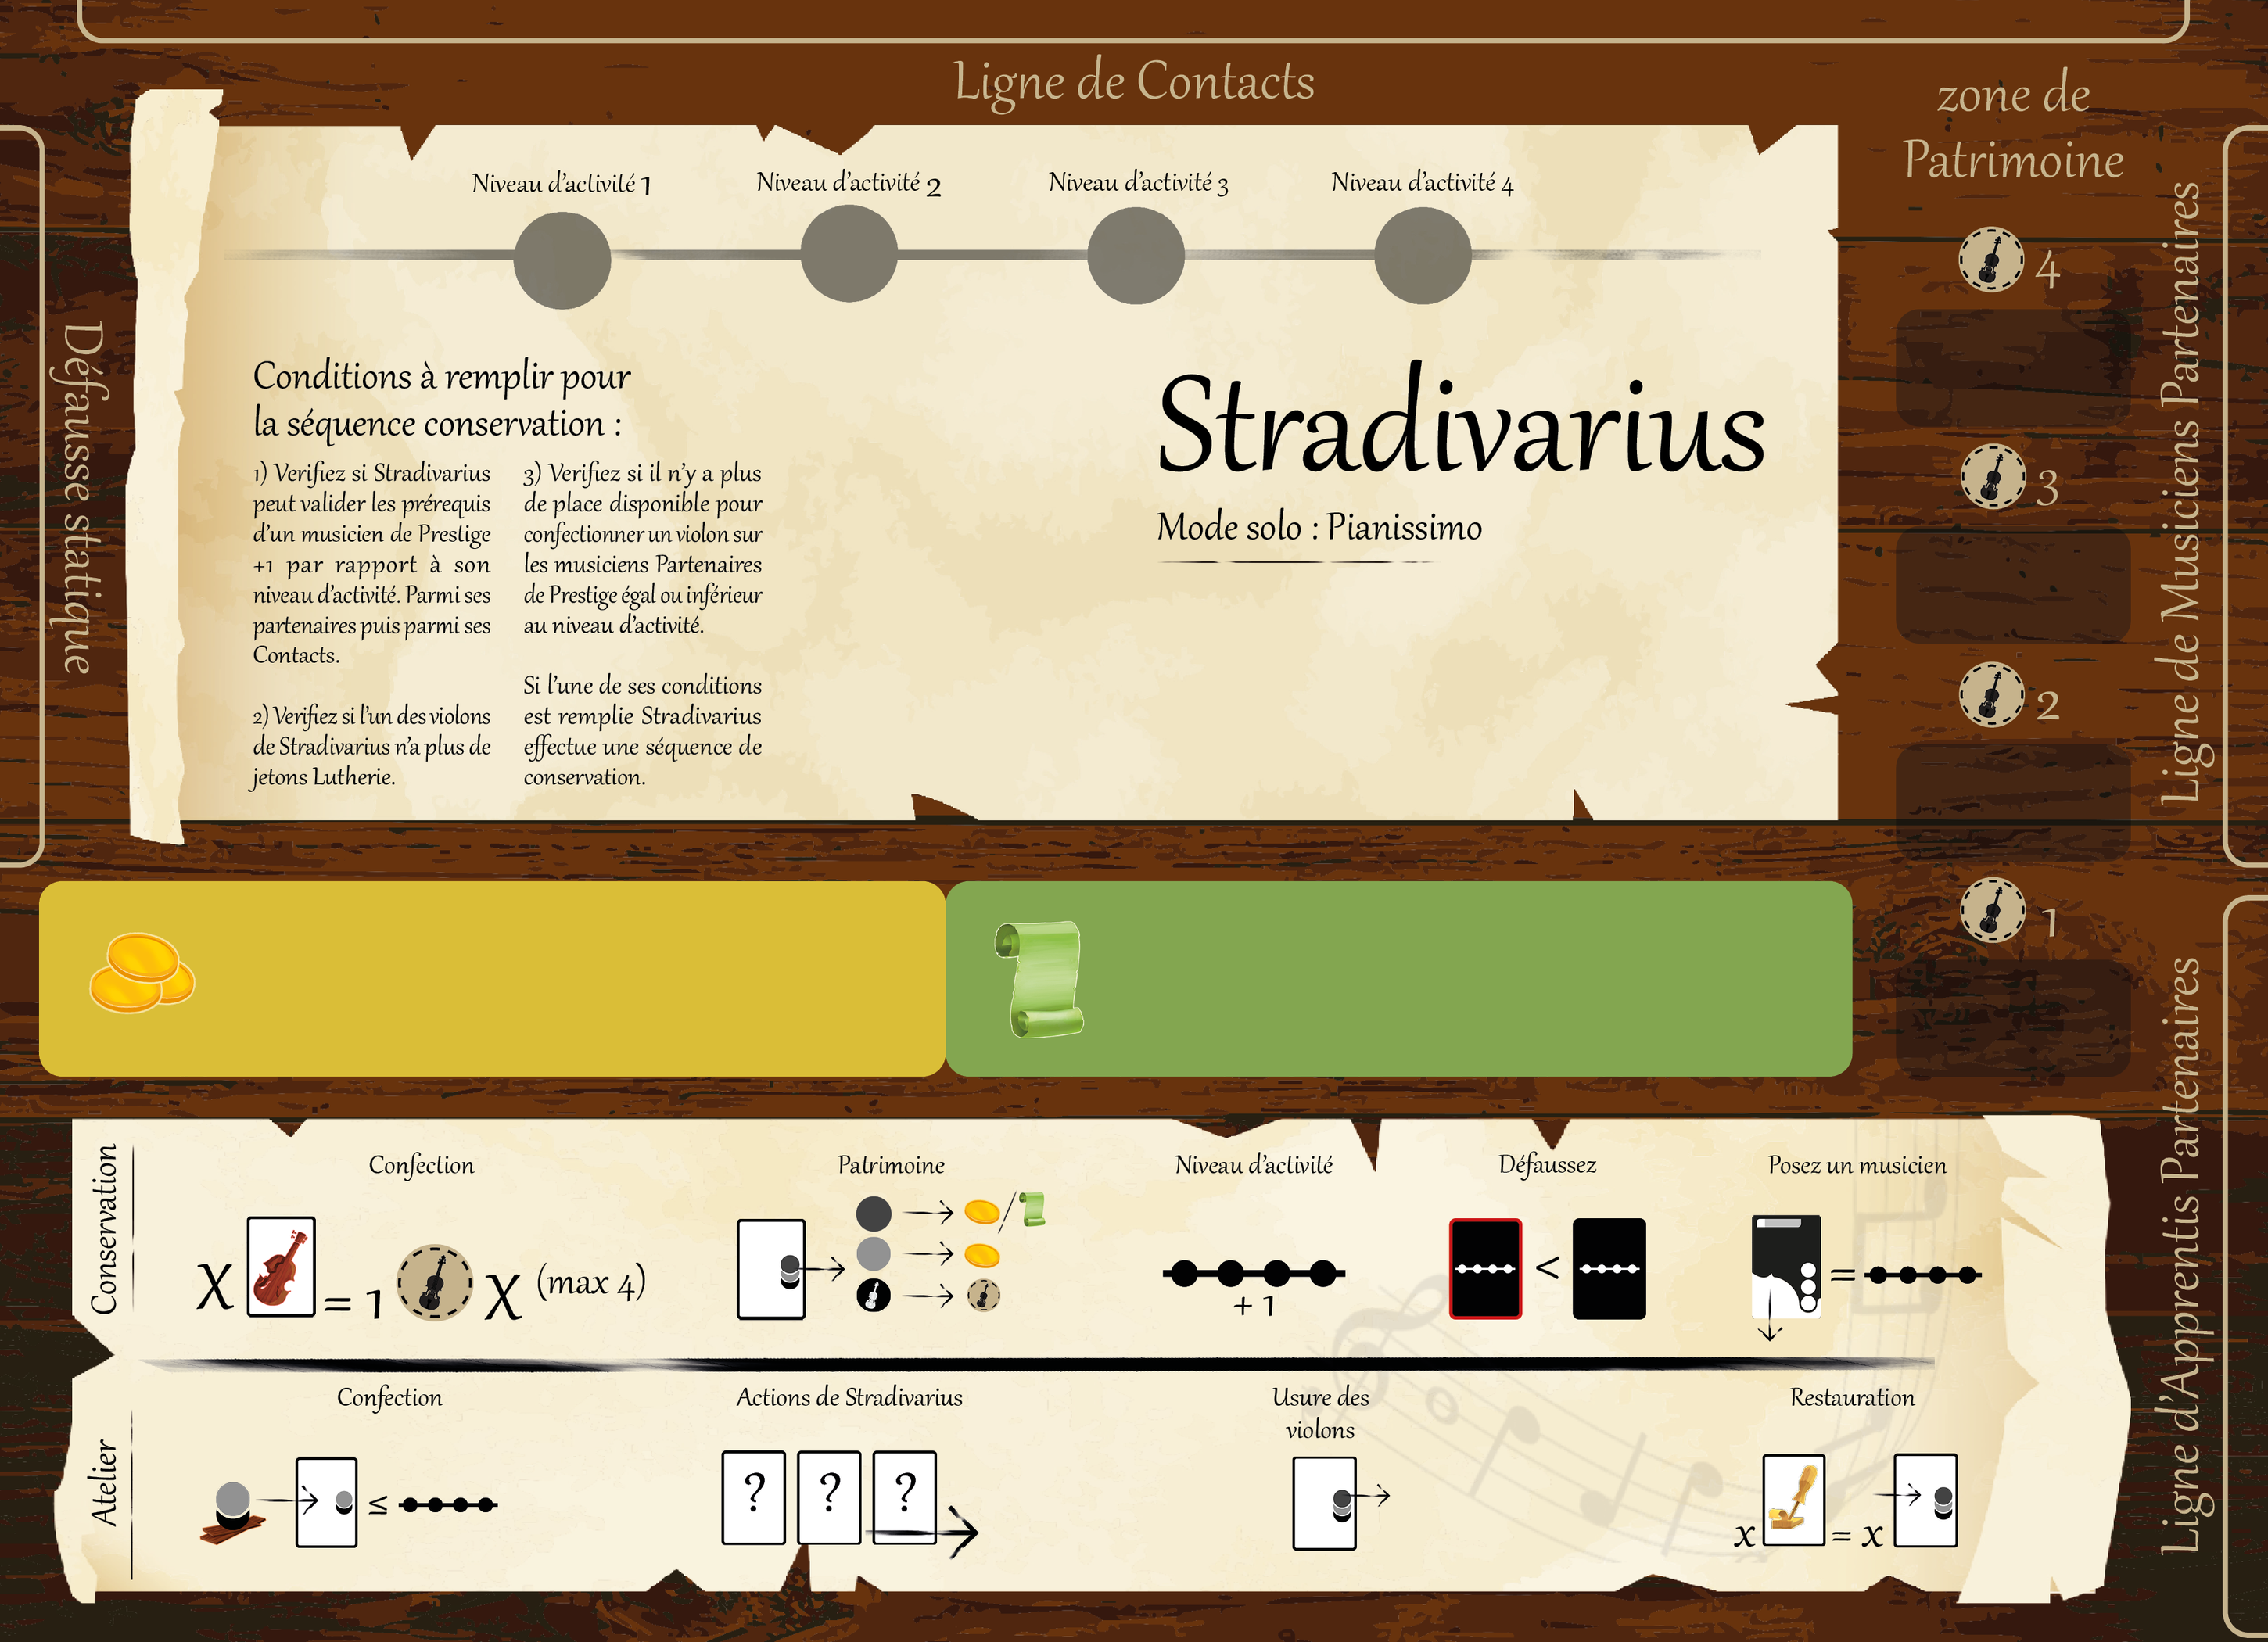 Ligne de Contacts
zone de
Patrimoine
Défausse statique
Niveau d'activité 1
Niveau d'activité 2
Niveau d'activité 3
Niveau d'activité 4
Conditions à remplir pour
la séquence conservation :
1) Verifiez si Stradivarius
peut valider les prérequis
d'un musicien de Prestige
+1 par rapport à son
niveau d'activité. Parmi ses
partenaires puis parmi ses
Contacts.
2) Verifiez si l'un des violons
de Stradivarius n'a plus de
jetons Lutherie.
3) Verifiez si il n'y a plus
de place disponible pour
confectionner un violon sur
les musiciens Partenaires
de Prestige égal ou inférieur
au niveau d'activité.
Si l'une de ses conditions
est remplie Stradivarius
effectue une séquence de
conservation.
Stradivarius
Mode solo : Pianissimo
4
3
2
1
Ligne de Musiciens Partenaires
Ligne d'Apprentis Partenaires
Conservation
Confection
X = 1 X (max 4)
Patrimoine
/
Niveau d'activité
+ 1
Défaussez
<
Posez un musicien
=
Atelier
Confection
≤
Actions de Stradivarius
? ? ?
Usure des
violons
Restauration
x = x